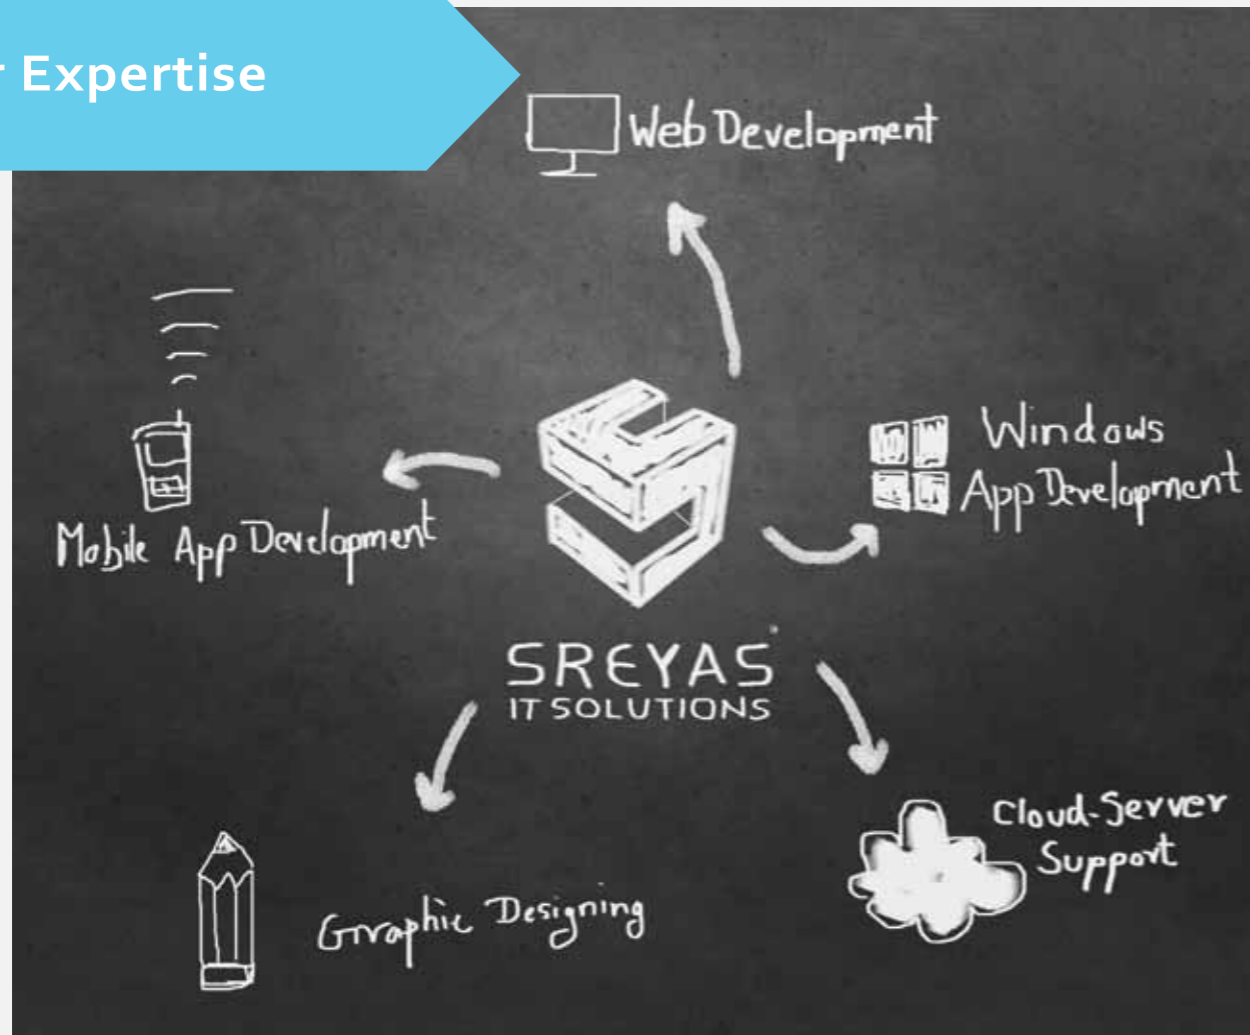 r Expertise
Web Development
Windows
App Development
Mobile App Development
SREYAS
IT SOLUTIONS
Cloud-Server
Support
Graphic Designing